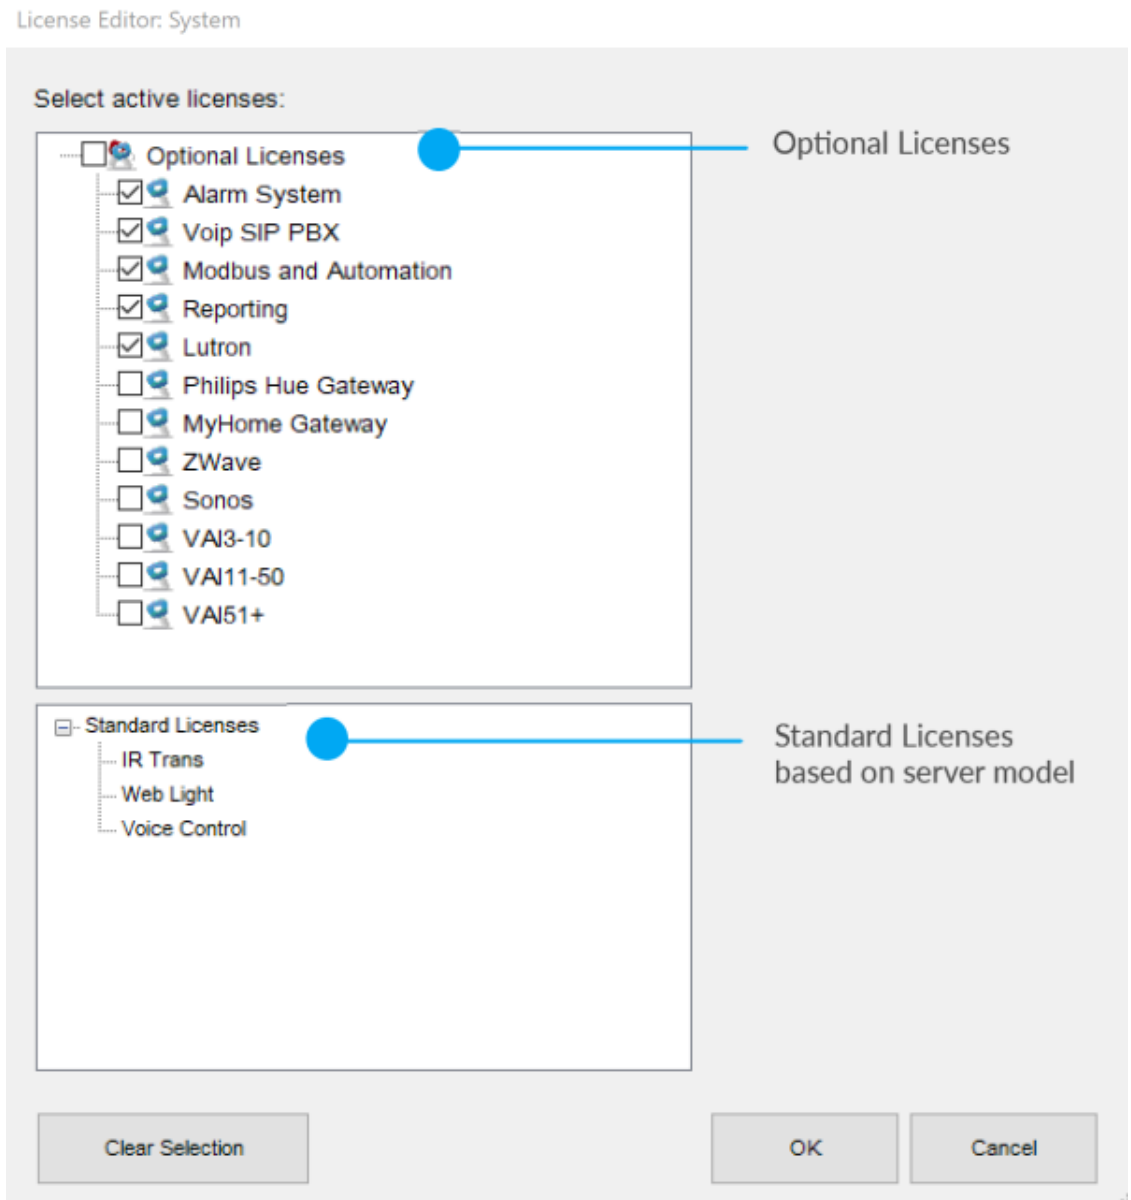 License Editor: System
Select active licenses:
Optional Licenses
Optional Licenses
Alarm System
Voip SIP PBX
Modbus and Automation
Reporting
Lutron
Philips Hue Gateway
MyHome Gateway
ZWave
Sonos
VAI3-10
VAI11-50
VAI51+
Standard Licenses
IR Trans
Web Light
Voice Control
Standard Licenses
based on server model
Clear Selection
OK
Cancel